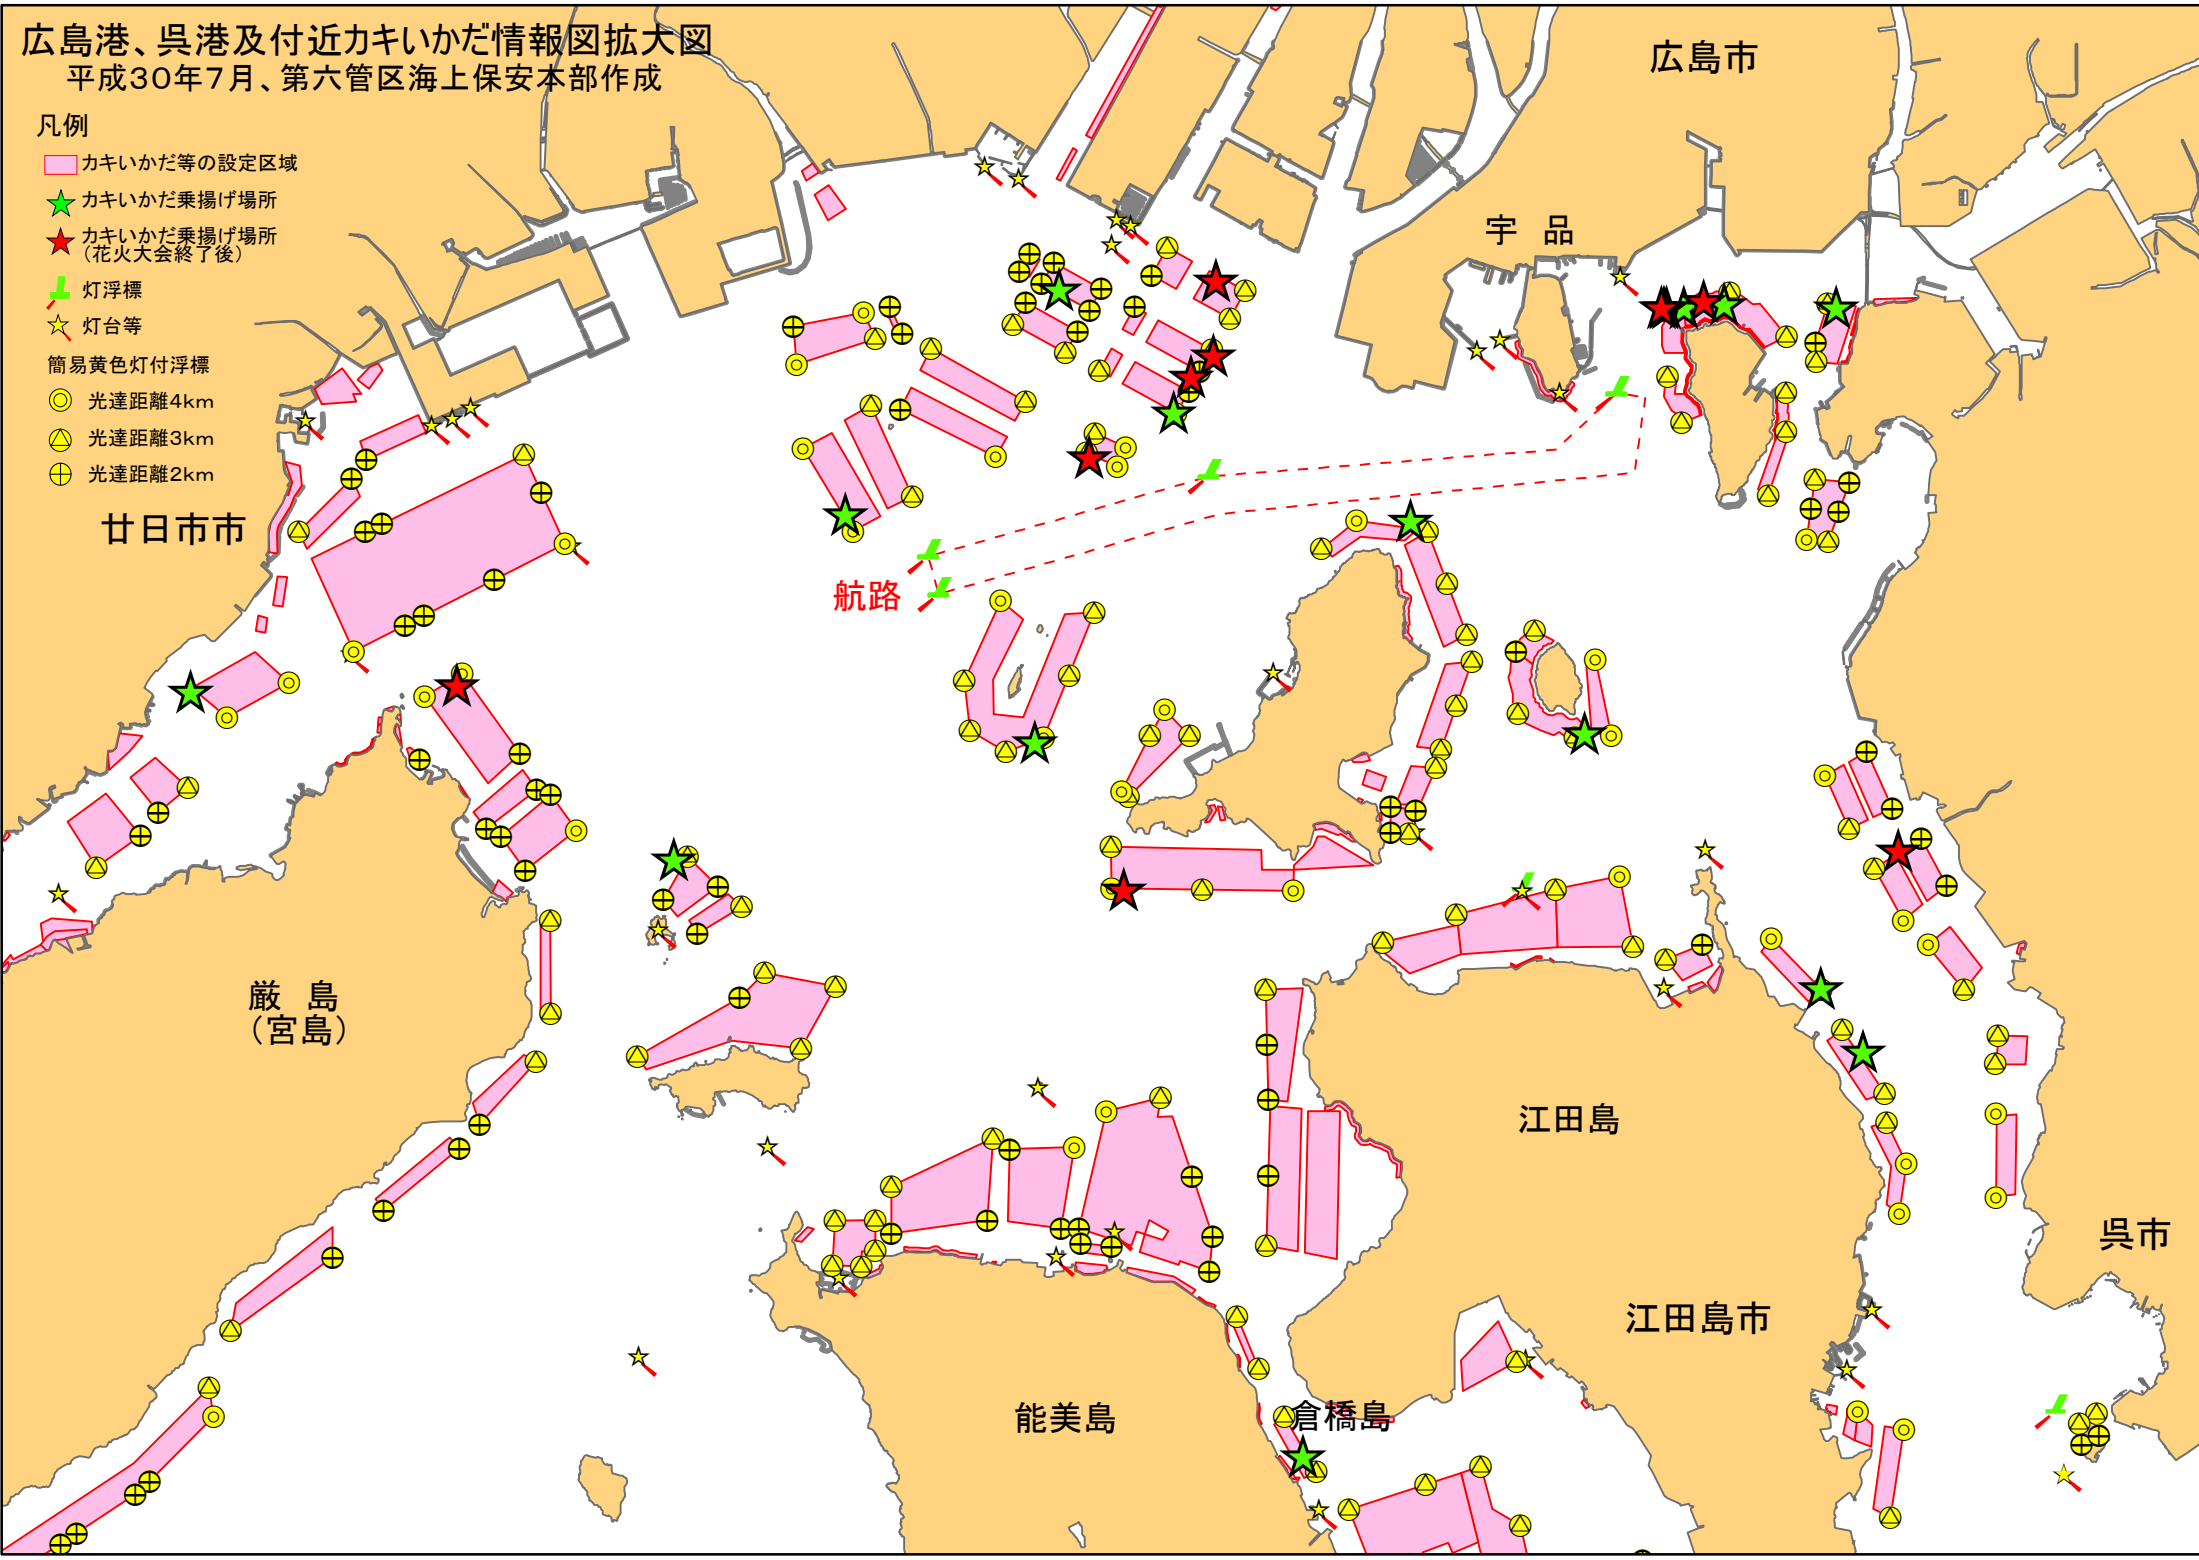 広島港、呉港及付近カキいかだ情報図拡大図
平成30年7月、第六管区海上保安本部作成
凡例
カキいかだ等の設定区域
カキいかだ乗揚げ場所
カキいかだ乗揚げ場所
(花火大会終了後)
灯浮標
灯台等
簡易黄色灯付浮標
光達距離4km
光達距離3km
光達距離2km
広島市
宇品
廿日市市
航路
厳島
(宮島)
江田島
呉市
江田島市
能美島
倉橋島